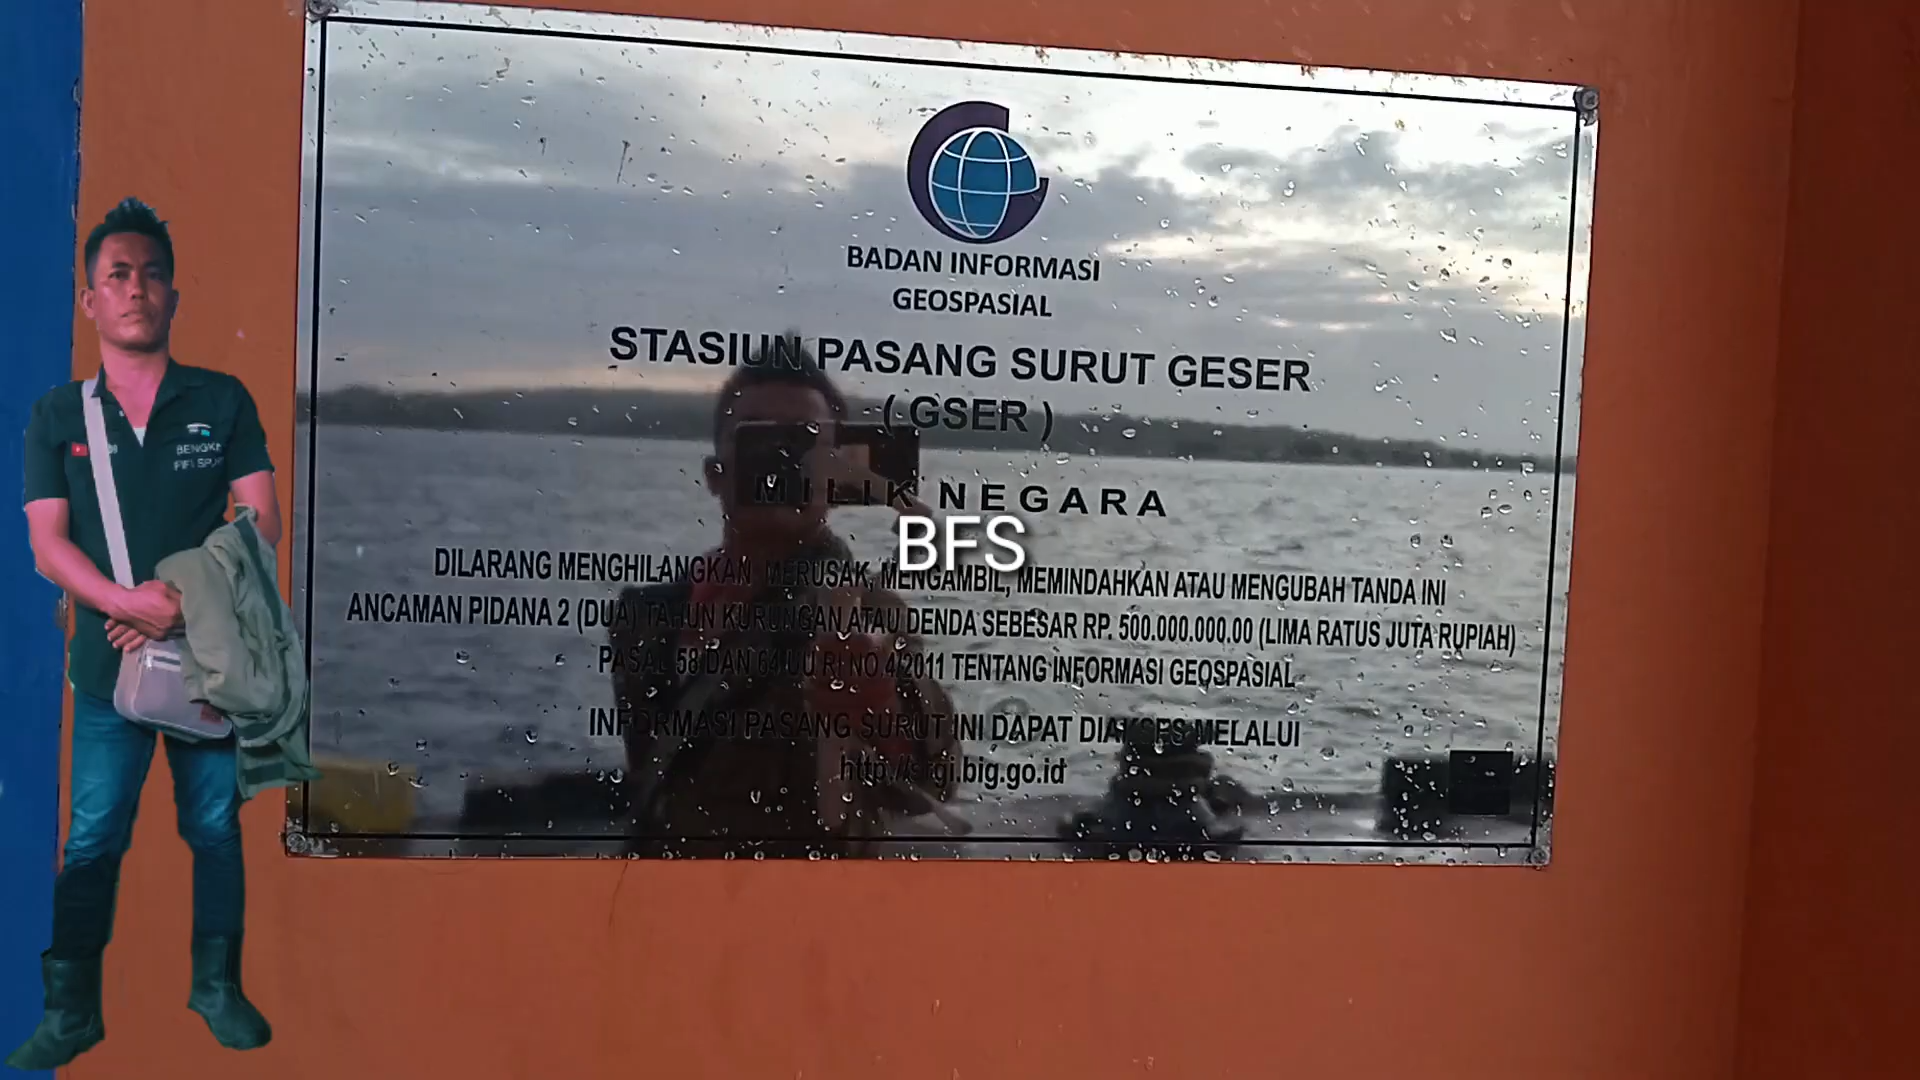 BADAN INFORMASI
GEOSPASIAL
STASIUN PASANG SURUT GESER
( GSER )
MILIK NEGARA
BFS
DILARANG MENGHILANGKAN MERUSAK, MENGAMBIL, MEMINDAHKAN ATAU MENGUBAH TANDA INI
ANCAMAN PIDANA 2 (DUA) TAHUN KURUNGAN ATAU DENDA SEBESAR RP. 500.000.000.00 (LIMA RATUS JUTA RUPIAH)
PASAL 58 DAN 64 UU RI NO.4/2011 TENTANG INFORMASI GEOSPASIAL
INFORMASI PASANG SURUT INI DAPAT DIAKSES MELALUI
http://srgi.big.go.id